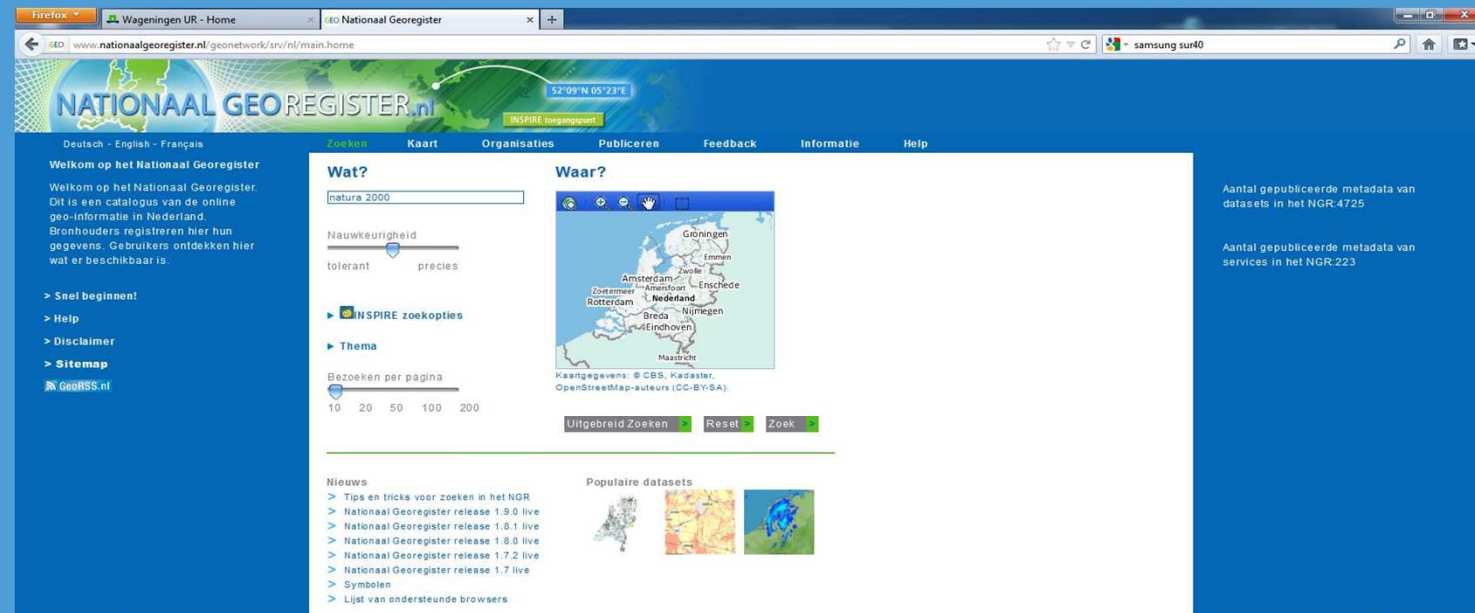 Firefox
Wageningen UR - Home
GEO Nationaal Georegister
GEO www.nationaalgeoregister.nl/geonetwork/srv/nl/main.home
samsung sur40
NATIONAAL GEOREGISTER.nl
52°09"N 05°23"E
INSPIRE toegangspunt
Deutsch - English - Français
Zoeken Kaart Organisaties Publiceren Feedback Informatie Help
Welkom op het Nationaal Georegister
Welkom op het Nationaal Georegister.
Dit is een catalogus van de online
geo-informatie in Nederland.
Bronhouders registreren hier hun
gegevens. Gebruikers ontdekken hier
wat er beschikbaar is.
> Snel beginnen!
> Help
> Disclaimer
> Sitemap
GeoRSS.nl
Wat?
natura 2000
Nauwkeurigheid
tolerant precies
INSPIRE zoekopties
Thema
Bezoeken per pagina
10 20 50 100 200
Waar?
Groningen
Emmen
Zwolle
Amsterdam
Amersfoort
Enschede
Zoetermeer
Nederland
Rotterdam
Nijmegen
Breda
Eindhoven
Maastricht
Kaartgegevens: © CBS, Kadaster,
OpenStreetMap-auteurs (CC-BY-SA).
Uitgebreid Zoeken > Reset > Zoek >
Nieuws
> Tips en tricks voor zoeken in het NGR
> Nationaal Georegister release 1.9.0 live
> Nationaal Georegister release 1.8.1 live
> Nationaal Georegister release 1.8.0 live
> Nationaal Georegister release 1.7.2 live
> Nationaal Georegister release 1.7 live
> Symbolen
> Lijst van ondersteunde browsers
Populaire datasets
Aantal gepubliceerde metadata van
datasets in het NGR:4725
Aantal gepubliceerde metadata van
services in het NGR:223